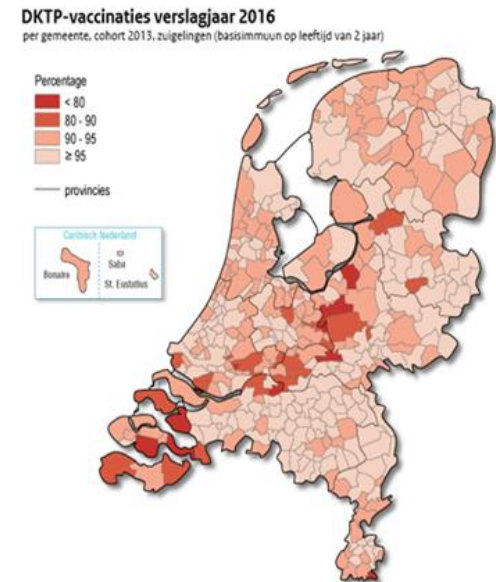 DKTP-vaccinaties verslagjaar 2016
per gemeente, cohort 2013, zuigelingen (basisimmuun op leeftijd van 2 jaar)
Percentage
< 80
80 - 90
90 - 95
≥ 95
provincies
Caribisch Nederland
Bonaire
Saba
St. Eustatius